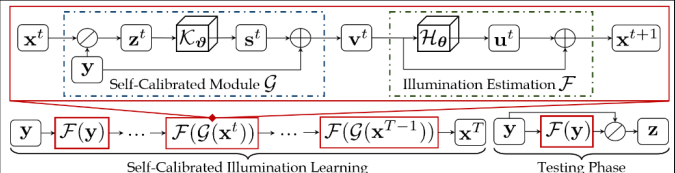 x^t ⊘ z^t K_ϑ s^t ⊕ v^t H_θ u^t ⊕ x^{t+1}
y
Self-Calibrated Module G Illumination Estimation F
y F(y) ··· F(G(x^t)) ··· F(G(x^{T−1})) x^T y F(y) ⊘ z
Self-Calibrated Illumination Learning Testing Phase